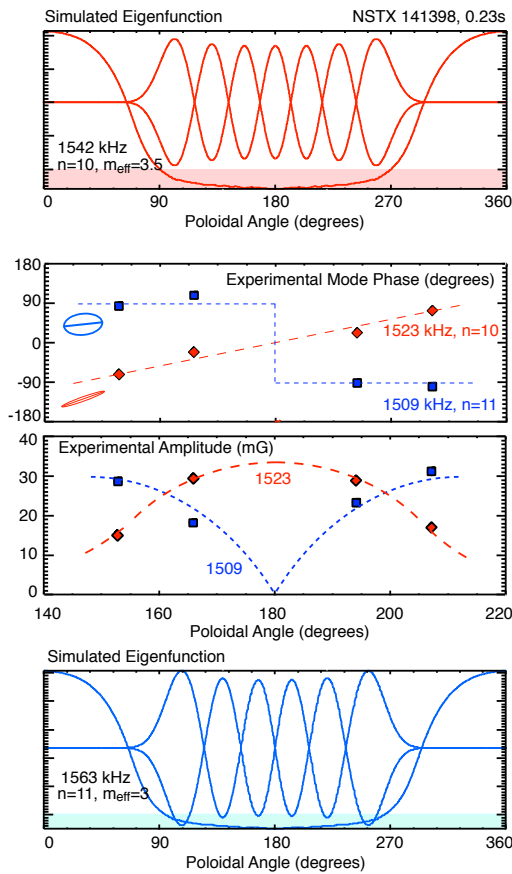 Simulated Eigenfunction NSTX 141398, 0.23s
1542 kHz
n=10, m_eff=3.5
0 90 180 270 360
Poloidal Angle (degrees)
180
90
0
-90
-180
Experimental Mode Phase (degrees)
1523 kHz, n=10
1509 kHz, n=11
40
30
20
10
0
Experimental Amplitude (mG)
1523
1509
140 160 180 200 220
Poloidal Angle (degrees)
Simulated Eigenfunction
1563 kHz
n=11, m_eff=3
0 90 180 270 360
Poloidal Angle (degrees)